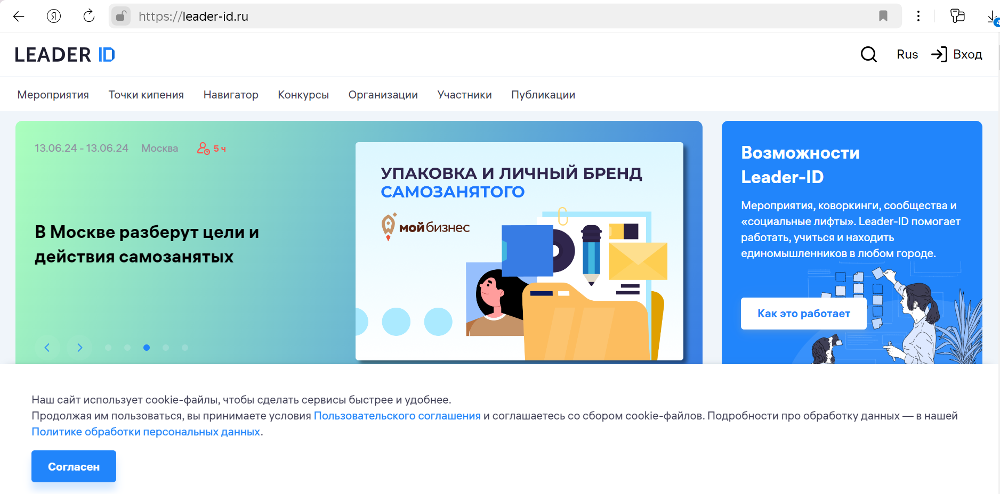 https://leader-id.ru
4
LEADER ID
Rus
Вход
Мероприятия
Точки кипения
Навигатор
Конкурсы
Организации
Участники
Публикации
13.06.24 - 13.06.24
Москва
5 ч
В Москве разберут цели и
действия самозанятых
УПАКОВКА И ЛИЧНЫЙ БРЕНД
САМОЗАНЯТОГО
мой бизнес
Возможности
Leader-ID
Мероприятия, коворкинги, сообщества и
«социальные лифты». Leader-ID помогает
работать, учиться и находить
единомышленников в любом городе.
Как это работает
Наш сайт использует cookie-файлы, чтобы сделать сервисы быстрее и удобнее.
Продолжая им пользоваться, вы принимаете условия Пользовательского соглашения и соглашаетесь со сбором cookie-файлов. Подробности про обработку данных — в нашей
Политике обработки персональных данных.
Согласен